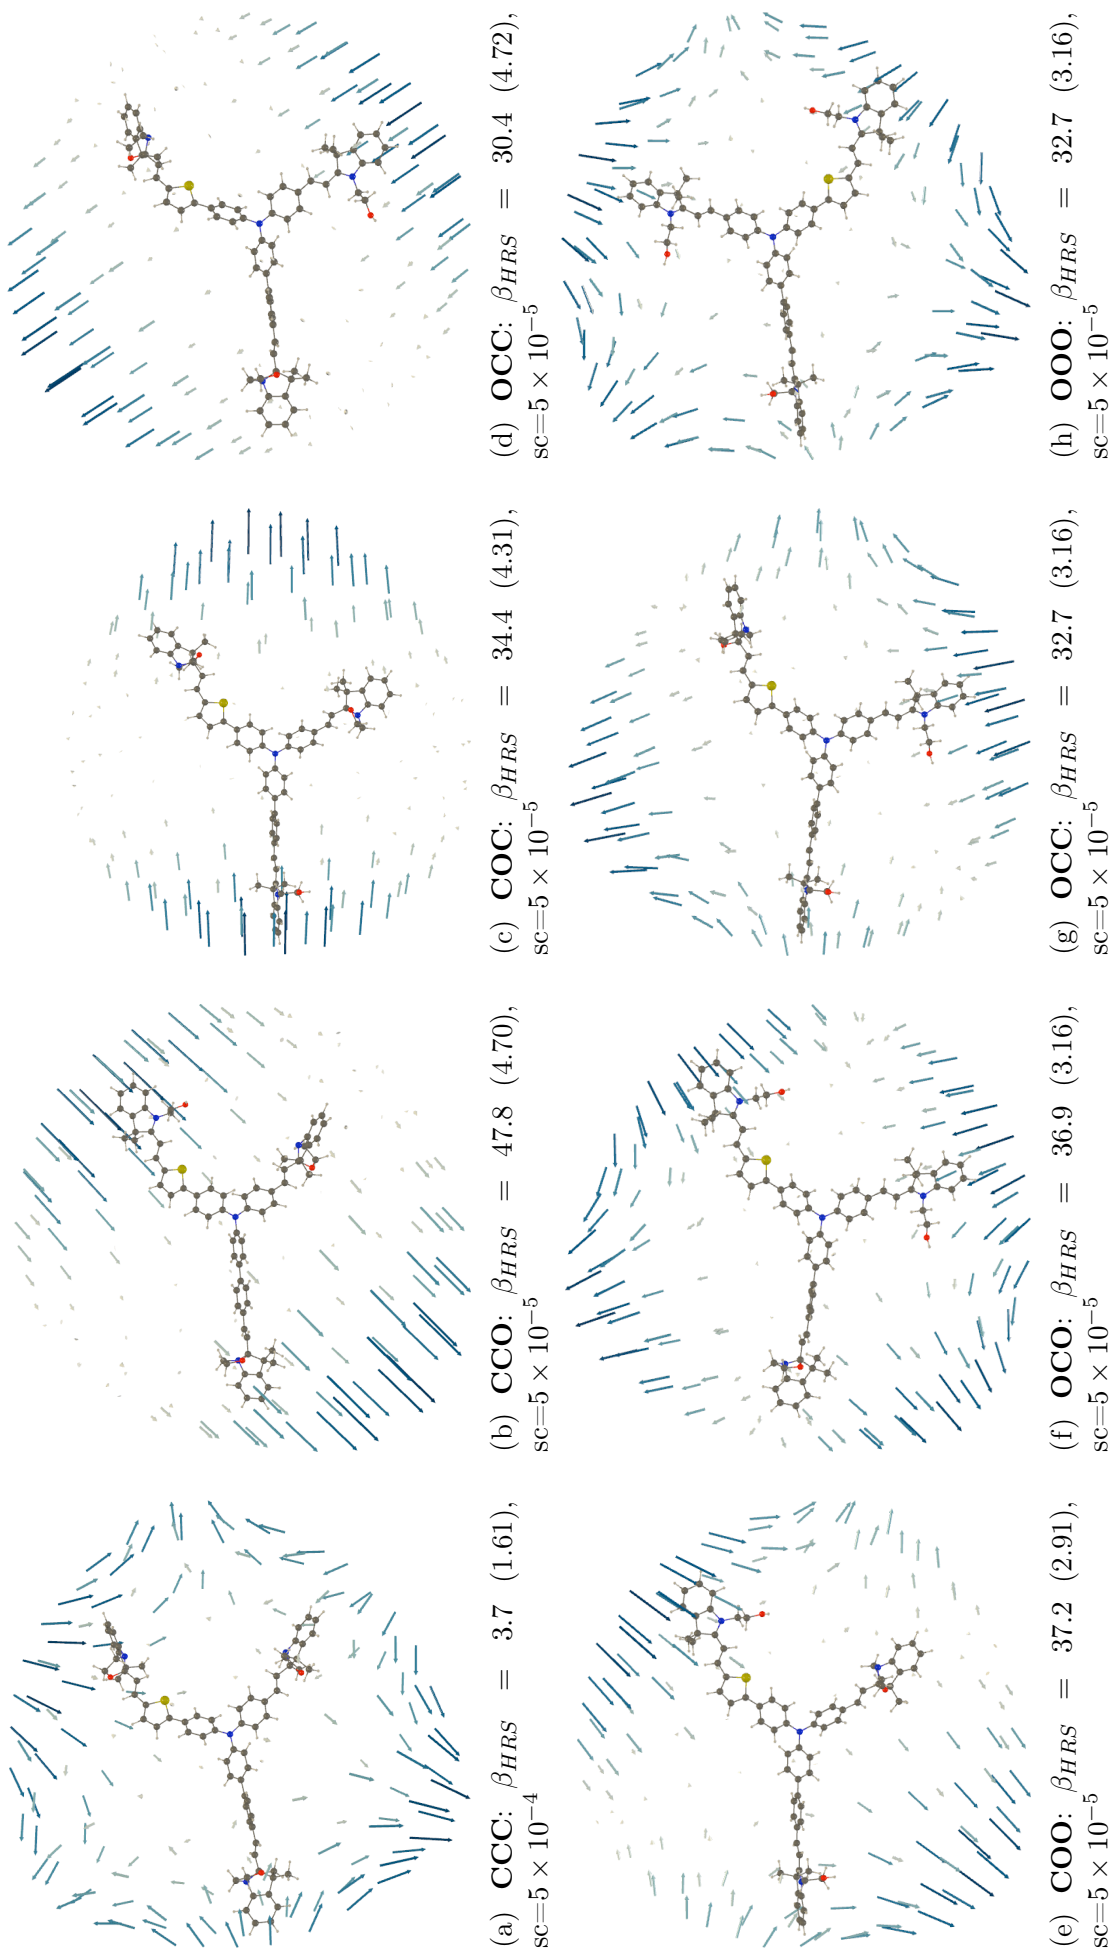 (a) CCC: β_HRS = 3.7 (1.61),
sc=5 × 10⁻⁴
(b) CCO: β_HRS = 47.8 (4.70),
sc=5 × 10⁻⁵
(c) COC: β_HRS = 34.4 (4.31),
sc=5 × 10⁻⁵
(d) OCC: β_HRS = 30.4 (4.72),
sc=5 × 10⁻⁵
(e) COO: β_HRS = 37.2 (2.91),
sc=5 × 10⁻⁵
(f) OCO: β_HRS = 36.9 (3.16),
sc=5 × 10⁻⁵
(g) OCC: β_HRS = 32.7 (3.16),
sc=5 × 10⁻⁵
(h) OOO: β_HRS = 32.7 (3.16),
sc=5 × 10⁻⁵